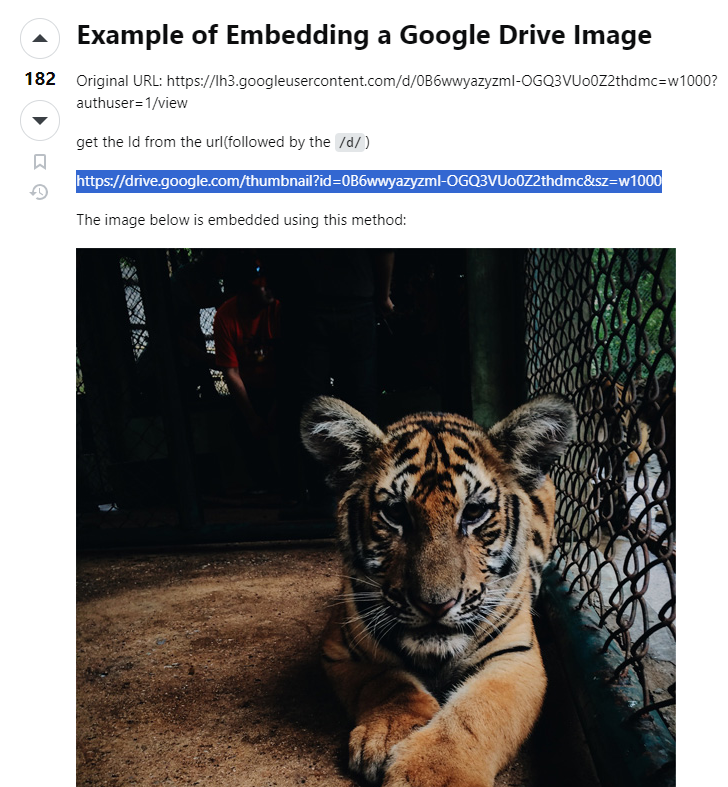 Example of Embedding a Google Drive Image
182
Original URL: https://lh3.googleusercontent.com/d/0B6wwyazyzml-OGQ3VUo0Z2thdmc=w1000?
authuser=1/view
get the Id from the url(followed by the /d/)
https://drive.google.com/thumbnail?id=0B6wwyazyzml-OGQ3VUo0Z2thdmc&sz=w1000
The image below is embedded using this method: